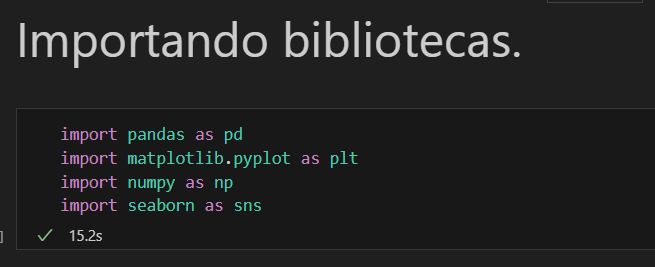 Importando bibliotecas.
import pandas as pd
import matplotlib.pyplot as plt
import numpy as np
import seaborn as sns
] ✓ 15.2s